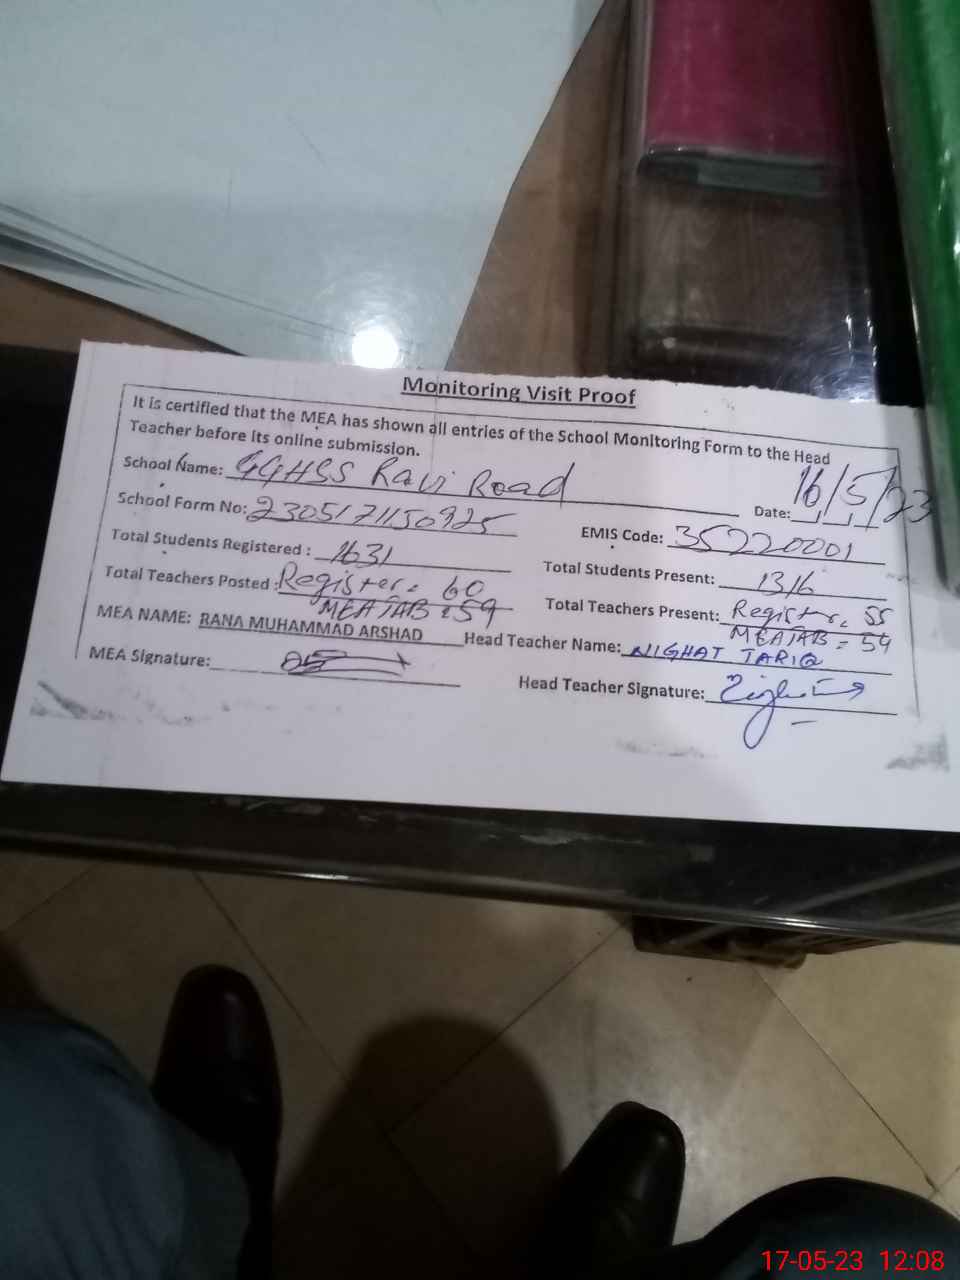 Monitoring Visit Proof
It is certified that the MEA has shown all entries of the School Monitoring Form to the Head
Teacher before its online submission.
School Name: GGHSS Ravi Road
Date: 16/5/23
School Form No: 2305171150925
EMIS Code: 35220001
Total Students Registered : 1631
Total Students Present: 1316
Total Teachers Posted : Register = 60
MEA TAB = 59
Total Teachers Present: Register = 55
MEA TAB = 54
MEA NAME: RANA MUHAMMAD ARSHAD
Head Teacher Name: NIGHAT TARIQ
MEA Signature:
Head Teacher Signature:
17-05-23 12:08